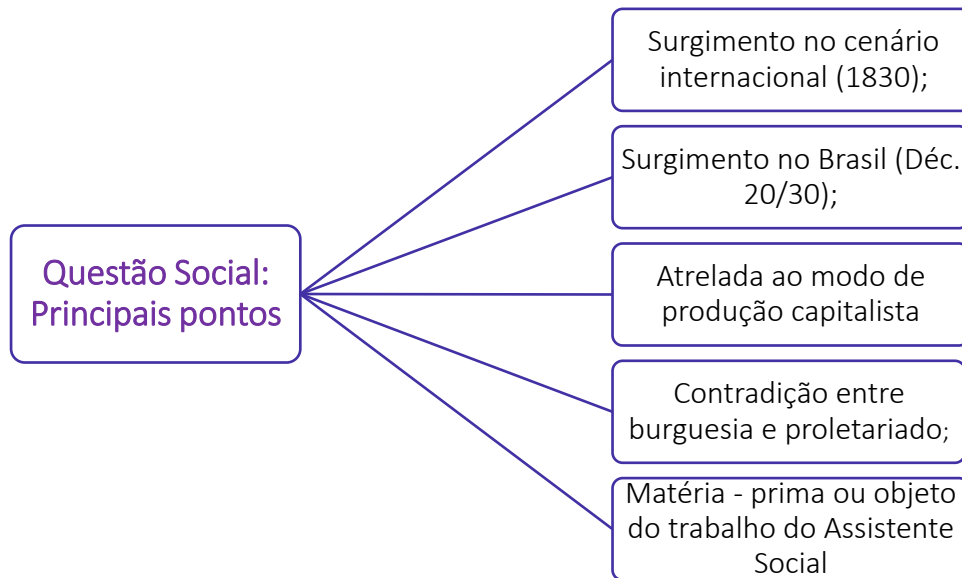 Questão Social:
Principais pontos
Surgimento no cenário
internacional (1830);
Surgimento no Brasil (Déc.
20/30);
Atrelada ao modo de
produção capitalista
Contradição entre
burguesia e proletariado;
Matéria - prima ou objeto
do trabalho do Assistente
Social